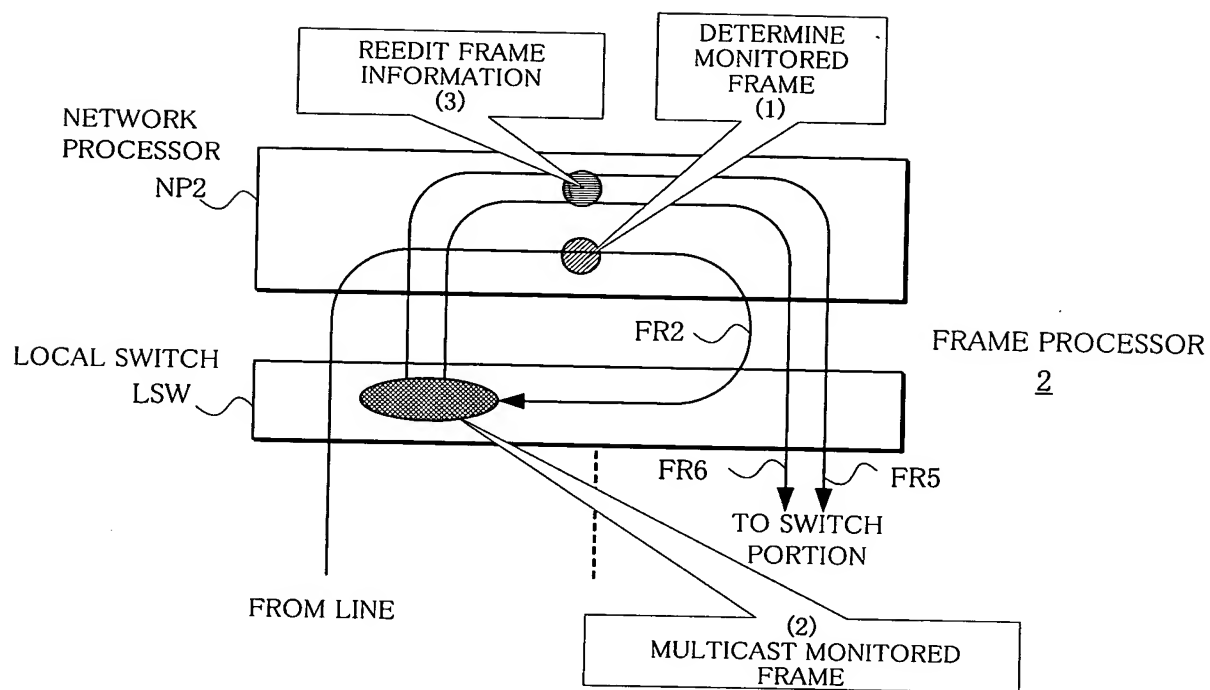 REEDIT FRAME
INFORMATION
(3)
DETERMINE
MONITORED
FRAME
(1)
NETWORK
PROCESSOR
NP2
FR2
LOCAL SWITCH
LSW
FRAME PROCESSOR
2
FR6
FR5
TO SWITCH
PORTION
FROM LINE
(2)
MULTICAST MONITORED
FRAME